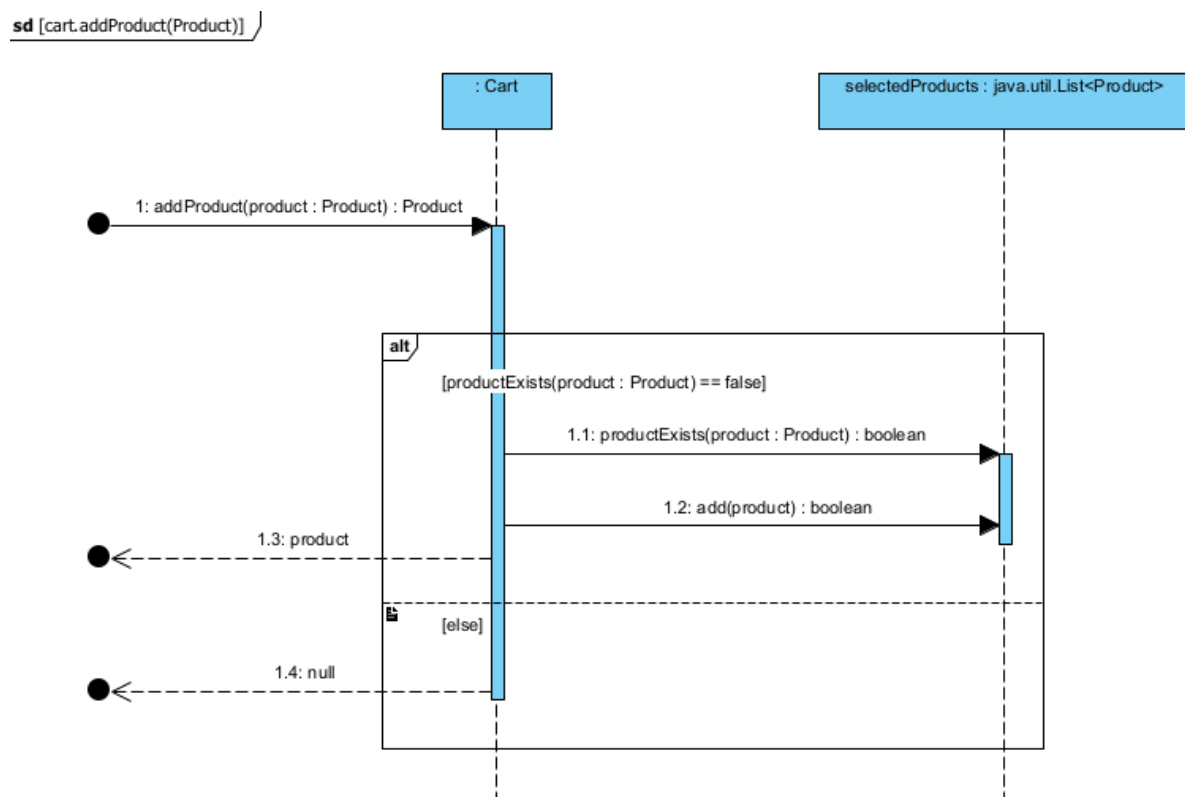 sd [cart.addProduct(Product)]
: Cart
selectedProducts : java.util.List<Product>
1: addProduct(product : Product) : Product
alt
[productExists(product : Product) == false]
1.1: productExists(product : Product) : boolean
1.2: add(product) : boolean
1.3: product
[else]
1.4: null